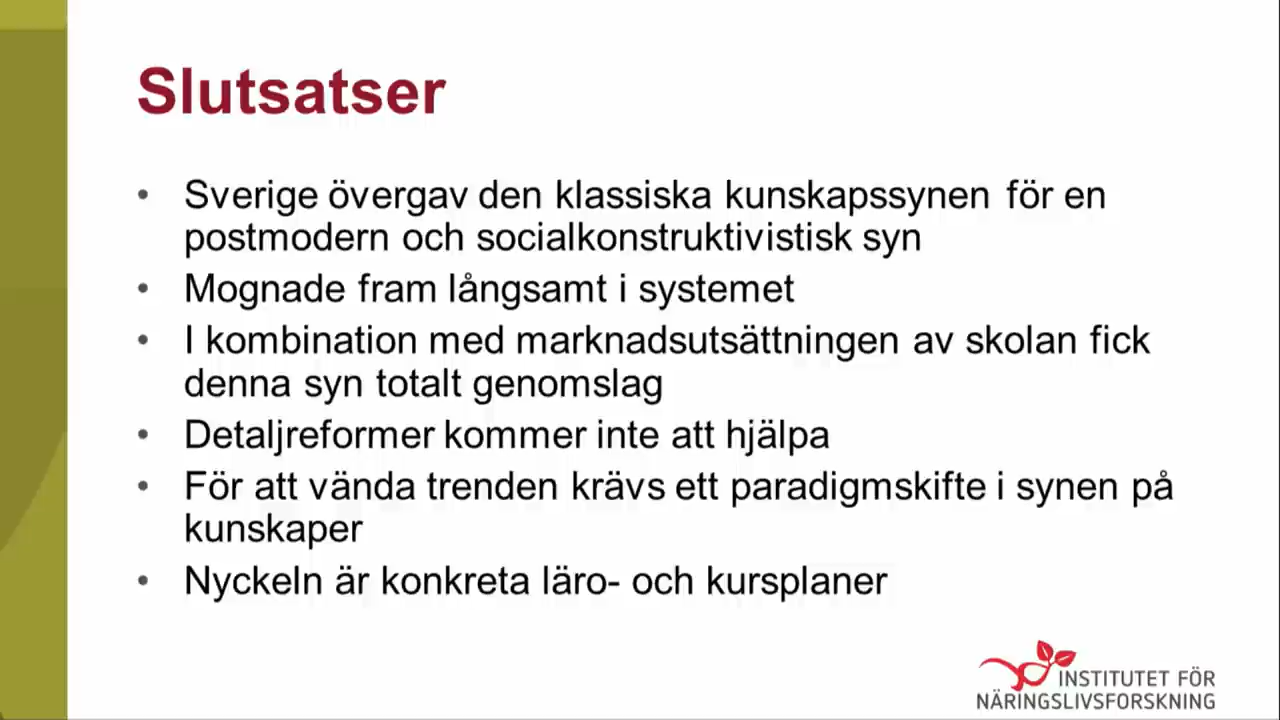 Slutsatser
• Sverige övergav den klassiska kunskapssynen för en
postmodern och socialkonstruktivistisk syn
• Mognade fram långsamt i systemet
• I kombination med marknadsutsättningen av skolan fick
denna syn totalt genomslag
• Detaljreformer kommer inte att hjälpa
• För att vända trenden krävs ett paradigmskifte i synen på
kunskaper
• Nyckeln är konkreta läro- och kursplaner
INSTITUTET FÖR
NÄRINGSLIVSFORSKNING